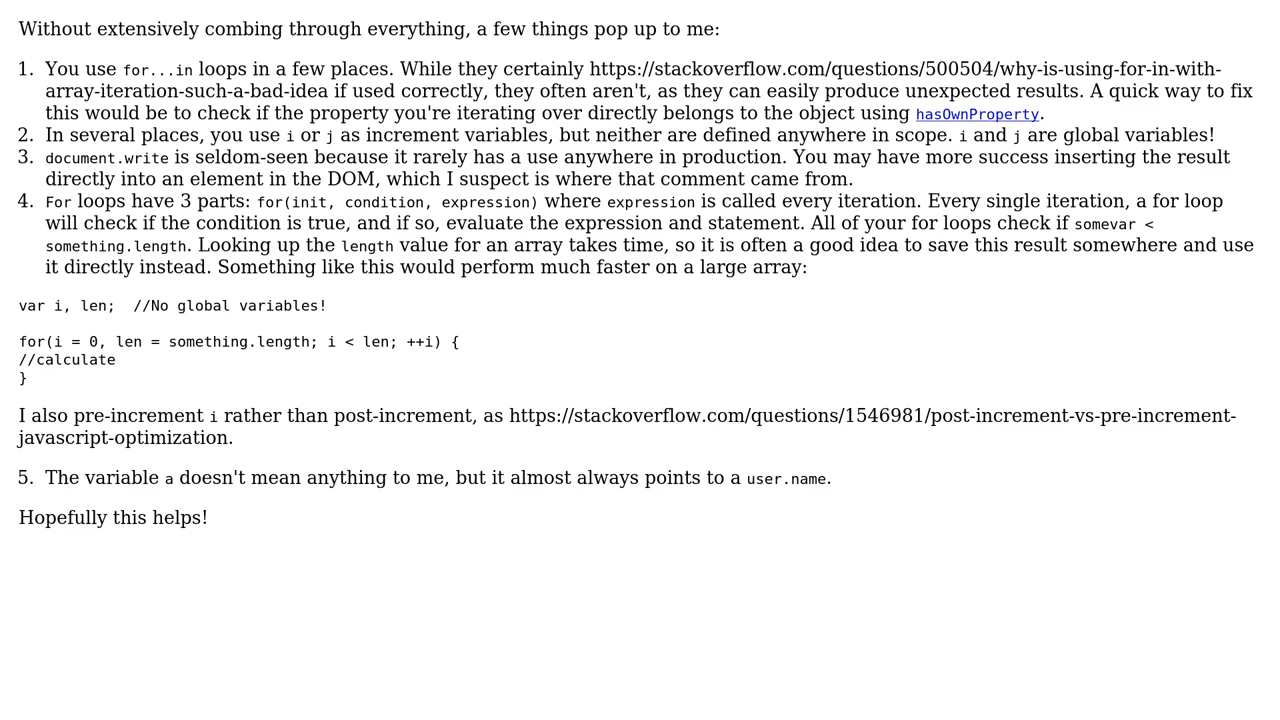 Without extensively combing through everything, a few things pop up to me:
1. You use for...in loops in a few places. While they certainly https://stackoverflow.com/questions/500504/why-is-using-for-in-with-
array-iteration-such-a-bad-idea if used correctly, they often aren't, as they can easily produce unexpected results. A quick way to fix
this would be to check if the property you're iterating over directly belongs to the object using hasOwnProperty.
2. In several places, you use i or j as increment variables, but neither are defined anywhere in scope. i and j are global variables!
3. document.write is seldom-seen because it rarely has a use anywhere in production. You may have more success inserting the result
directly into an element in the DOM, which I suspect is where that comment came from.
4. For loops have 3 parts: for(init, condition, expression) where expression is called every iteration. Every single iteration, a for loop
will check if the condition is true, and if so, evaluate the expression and statement. All of your for loops check if somevar <
something.length. Looking up the length value for an array takes time, so it is often a good idea to save this result somewhere and use
it directly instead. Something like this would perform much faster on a large array:
var i, len;  //No global variables!
for(i = 0, len = something.length; i < len; ++i) {
//calculate
}
I also pre-increment i rather than post-increment, as https://stackoverflow.com/questions/1546981/post-increment-vs-pre-increment-
javascript-optimization.
5. The variable a doesn't mean anything to me, but it almost always points to a user.name.
Hopefully this helps!